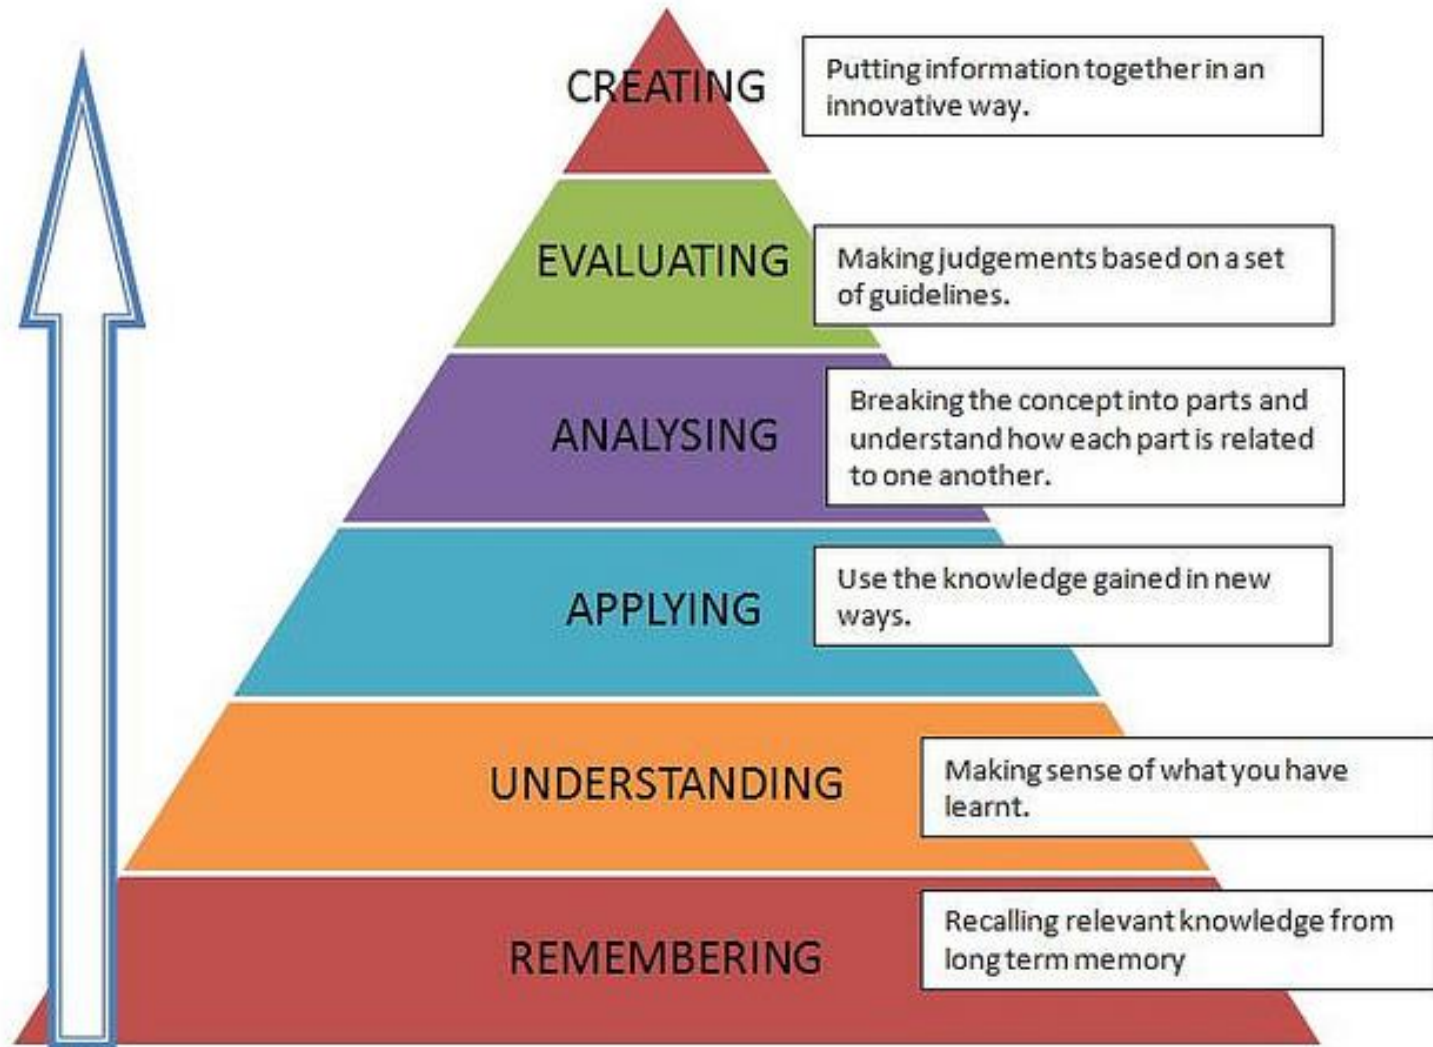 CREATING
Putting information together in an
innovative way.
EVALUATING
Making judgements based on a set
of guidelines.
ANALYSING
Breaking the concept into parts and
understand how each part is related
to one another.
APPLYING
Use the knowledge gained in new
ways.
UNDERSTANDING
Making sense of what you have
learnt.
REMEMBERING
Recalling relevant knowledge from
long term memory